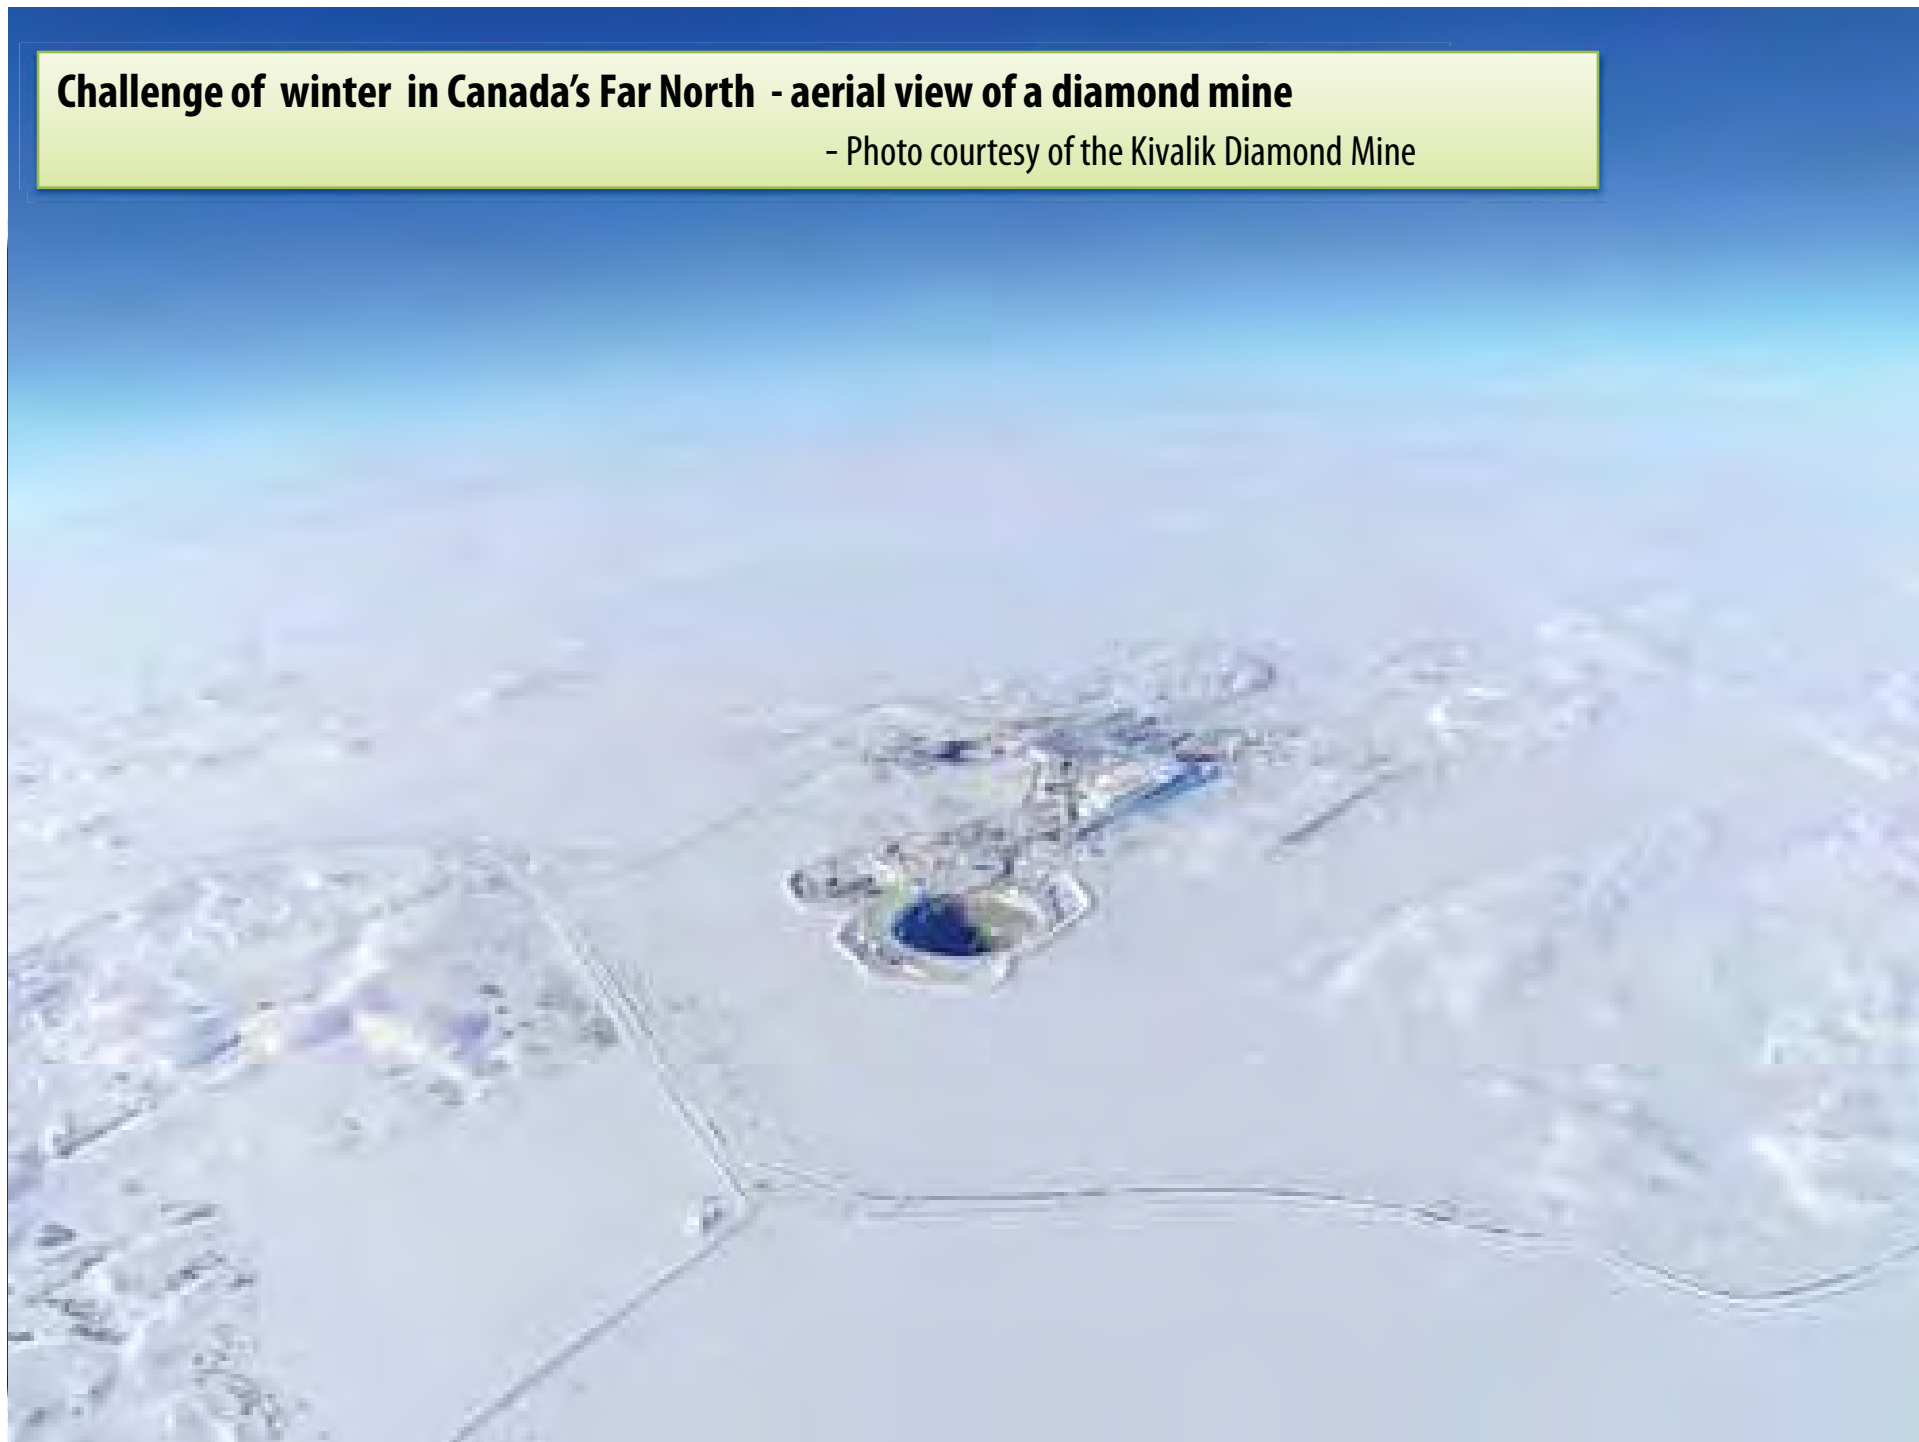 Challenge of winter in Canada’s Far North - aerial view of a diamond mine
- Photo courtesy of the Kivalik Diamond Mine